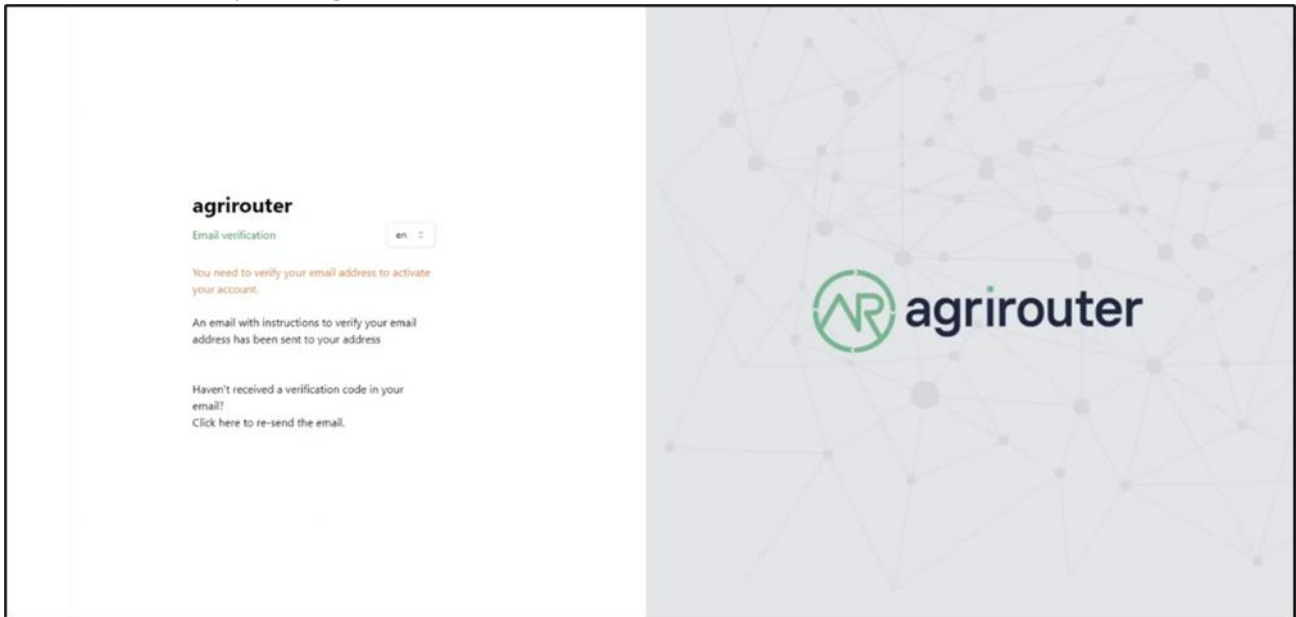 agrirouter
Email verification
en
You need to verify your email address to activate
your account.
An email with instructions to verify your email
address has been sent to your address
Haven't received a verification code in your
email?
Click here to re-send the email.
AR agrirouter